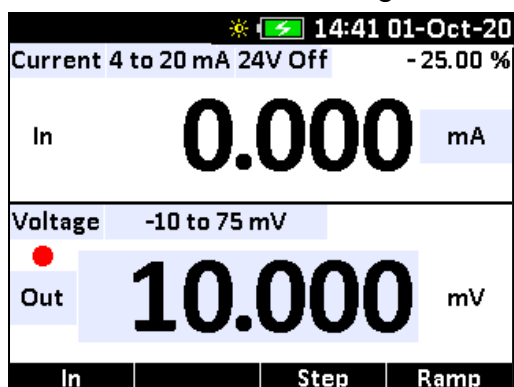 14:41 01-Oct-20
Current 4 to 20 mA 24V Off -25.00 %
In 0.000 mA
Voltage -10 to 75 mV
Out 10.000 mV
In Step Ramp